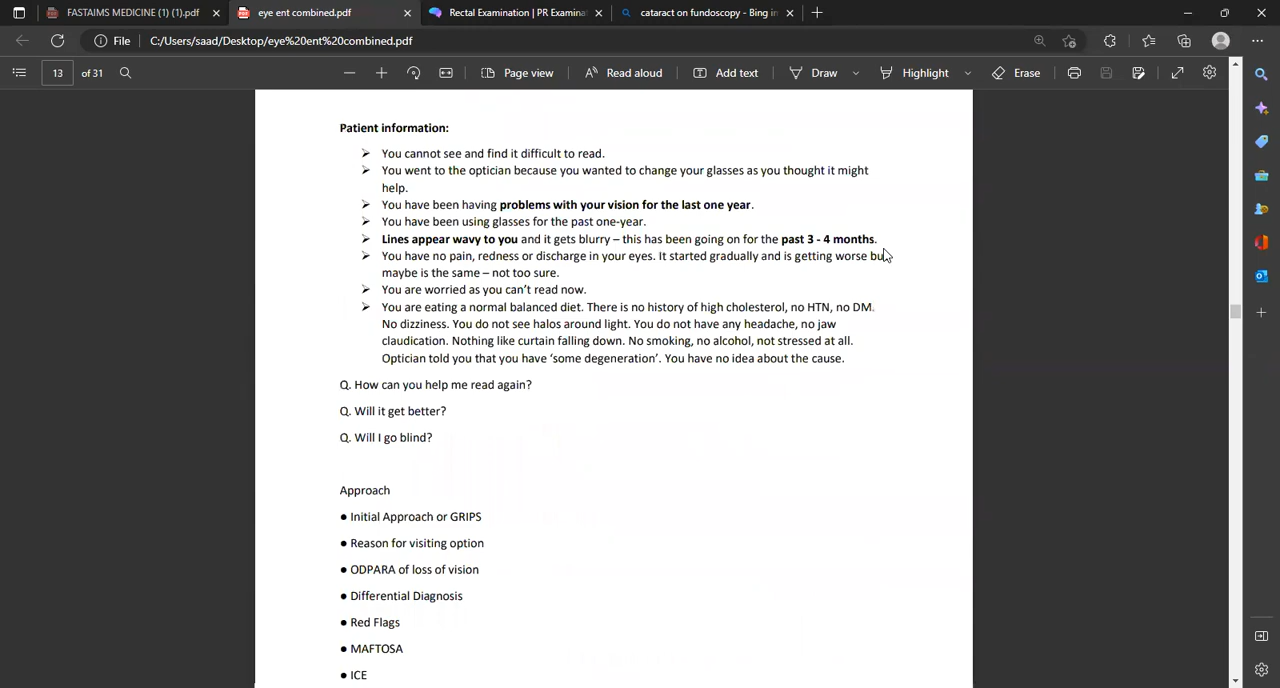 FASTAIMS MEDICINE (1) (1).pdf
eye ent combined.pdf
Rectal Examination | PR Examina
cataract on fundoscopy - Bing in
File C:/Users/saad/Desktop/eye%20ent%20combined.pdf
13 of 31 Page view Read aloud Add text Draw Highlight Erase
Patient information:
➢ You cannot see and find it difficult to read.
➢ You went to the optician because you wanted to change your glasses as you thought it might
help.
➢ You have been having problems with your vision for the last one year.
➢ You have been using glasses for the past one-year.
➢ Lines appear wavy to you and it gets blurry – this has been going on for the past 3 - 4 months.
➢ You have no pain, redness or discharge in your eyes. It started gradually and is getting worse bu
maybe is the same – not too sure.
➢ You are worried as you can't read now.
➢ You are eating a normal balanced diet. There is no history of high cholesterol, no HTN, no DM.
No dizziness. You do not see halos around light. You do not have any headache, no jaw
claudication. Nothing like curtain falling down. No smoking, no alcohol, not stressed at all.
Optician told you that you have 'some degeneration'. You have no idea about the cause.
Q. How can you help me read again?
Q. Will it get better?
Q. Will I go blind?
Approach
● Initial Approach or GRIPS
● Reason for visiting option
● ODPARA of loss of vision
● Differential Diagnosis
● Red Flags
● MAFTOSA
● ICE